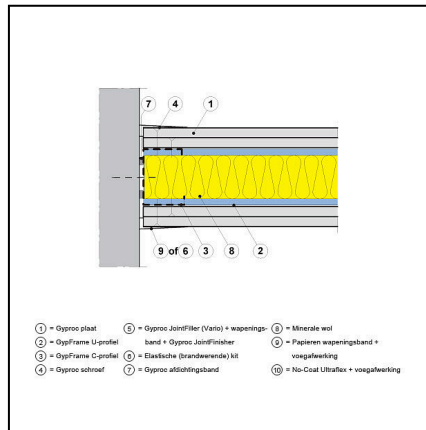 7 4 1
9 of 6 3 8 2
1 = Gyproc plaat
2 = GypFrame U-profiel
3 = GypFrame C-profiel
4 = Gyproc schroef
5 = Gyproc JointFiller (Vario) + wapenings-
band + Gyproc JointFinisher
6 = Elastische (brandwerende) kit
7 = Gyproc afdichtingsband
8 = Minerale wol
9 = Papieren wapeningsband +
voegafwerking
10 = No-Coat Ultraflex + voegafwerking